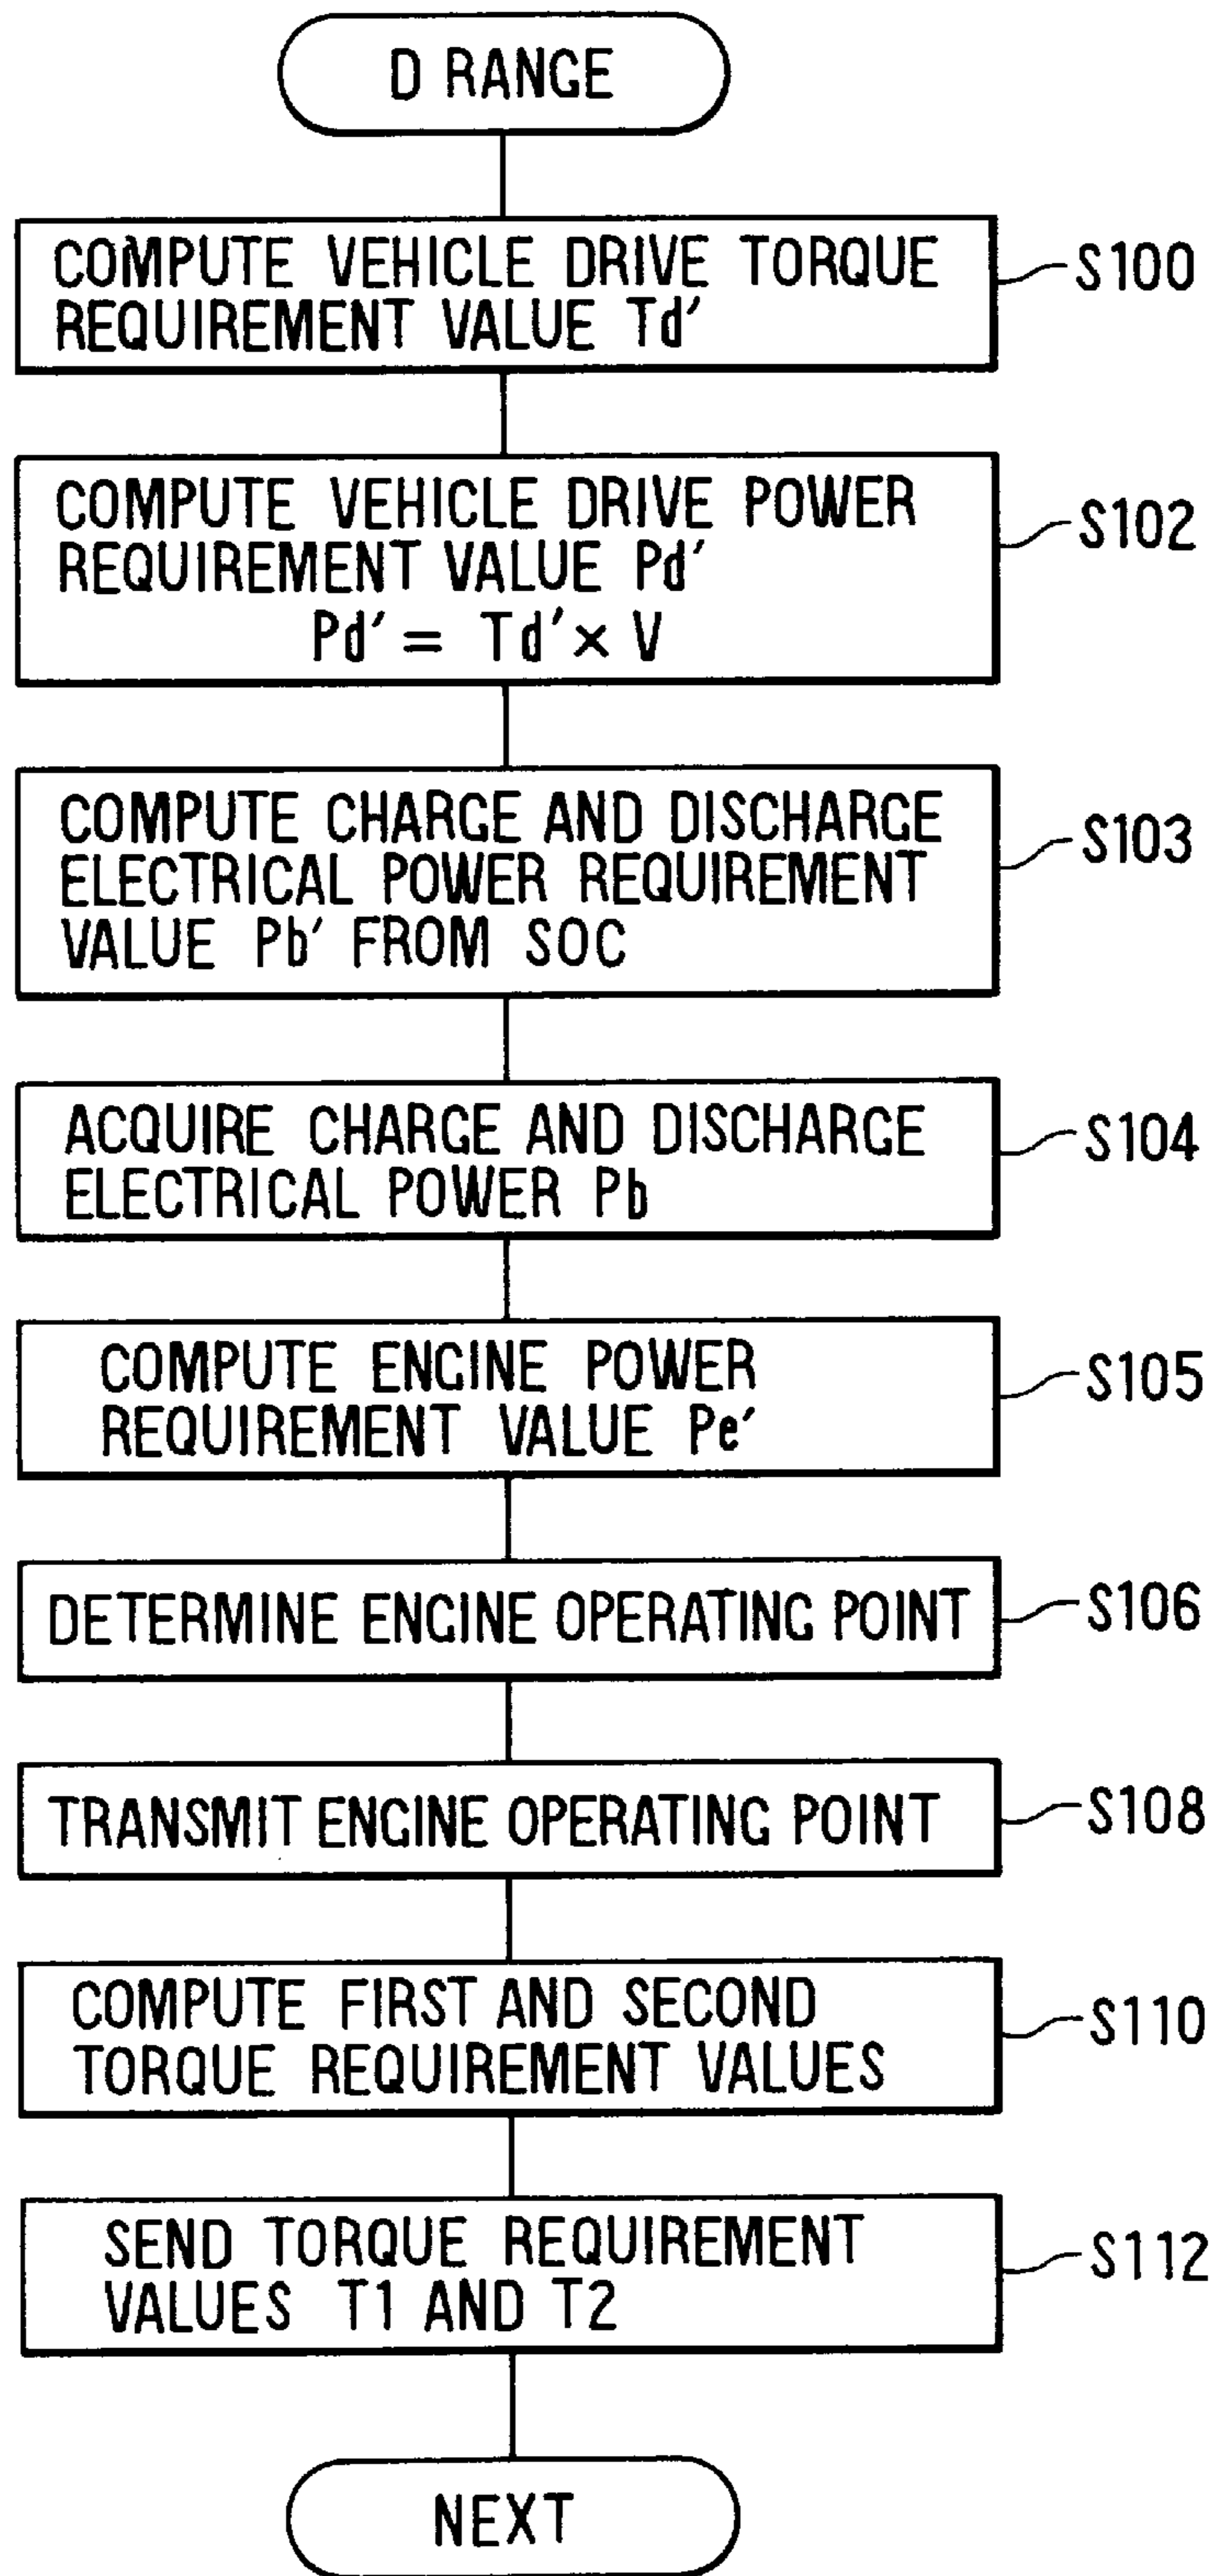 D RANGE
COMPUTE VEHICLE DRIVE TORQUE
REQUIREMENT VALUE Td′
S100
COMPUTE VEHICLE DRIVE POWER
REQUIREMENT VALUE Pd′
Pd′ = Td′ × V
S102
COMPUTE CHARGE AND DISCHARGE
ELECTRICAL POWER REQUIREMENT
VALUE Pb′ FROM SOC
S103
ACQUIRE CHARGE AND DISCHARGE
ELECTRICAL POWER Pb
S104
COMPUTE ENGINE POWER
REQUIREMENT VALUE Pe′
S105
DETERMINE ENGINE OPERATING POINT
S106
TRANSMIT ENGINE OPERATING POINT
S108
COMPUTE FIRST AND SECOND
TORQUE REQUIREMENT VALUES
S110
SEND TORQUE REQUIREMENT
VALUES T1 AND T2
S112
NEXT